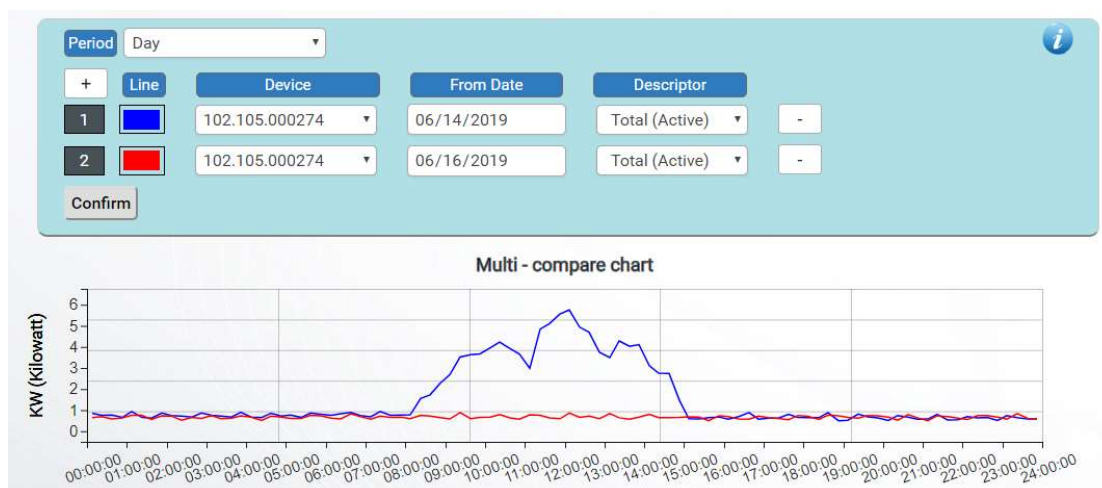 Period Day
i
+ Line Device From Date Descriptor
1 102.105.000274 06/14/2019 Total (Active) -
2 102.105.000274 06/16/2019 Total (Active) -
Confirm
Multi - compare chart
KW (Kilowatt)
6
5
4
3
2
1
0
00:00:00 01:00:00 02:00:00 03:00:00 04:00:00 05:00:00 06:00:00 07:00:00 08:00:00 09:00:00 10:00:00 11:00:00 12:00:00 13:00:00 14:00:00 15:00:00 16:00:00 17:00:00 18:00:00 19:00:00 20:00:00 21:00:00 22:00:00 23:00:00 24:00:00